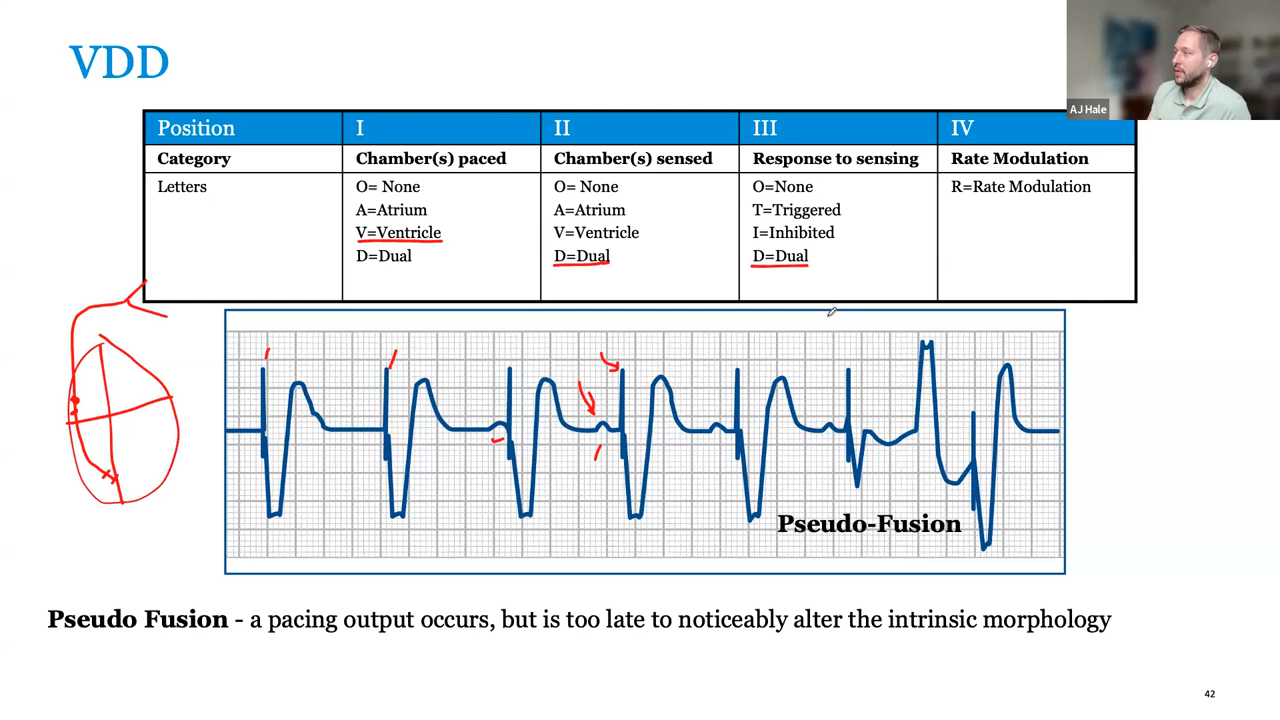 VDD
AJ Hale
Position I II III IV
Category Chamber(s) paced Chamber(s) sensed Response to sensing Rate Modulation
Letters O= None O= None O=None R=Rate Modulation
A=Atrium A=Atrium T=Triggered
V=Ventricle V=Ventricle I=Inhibited
D=Dual D=Dual D=Dual
Pseudo-Fusion
Pseudo Fusion - a pacing output occurs, but is too late to noticeably alter the intrinsic morphology
42